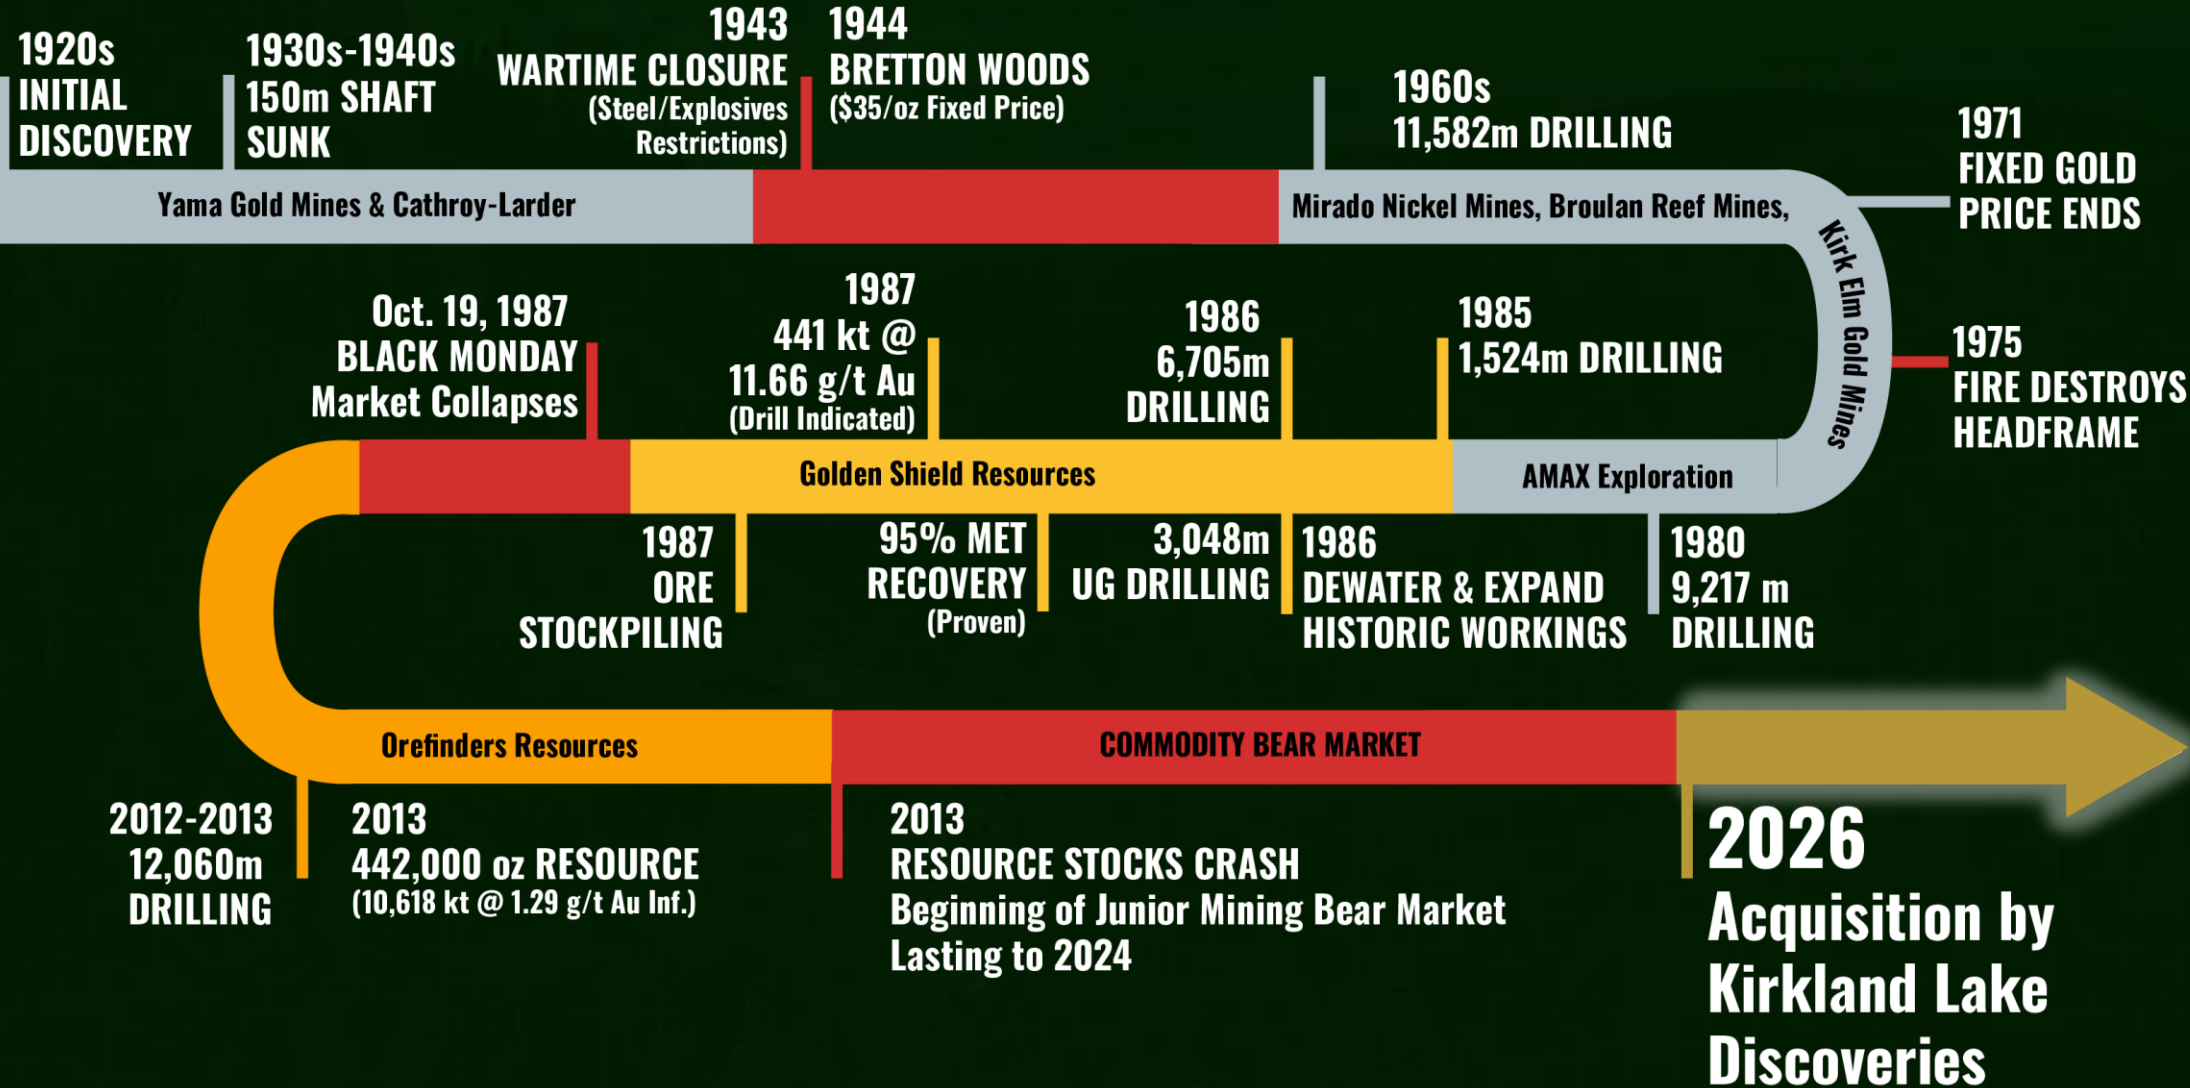 1920s
INITIAL
DISCOVERY
1930s-1940s
150m SHAFT
SUNK
1943
WARTIME CLOSURE
(Steel/Explosives
Restrictions)
1944
BRETTON WOODS
($35/oz Fixed Price)
1960s
11,582m DRILLING
1971
FIXED GOLD
PRICE ENDS
Yama Gold Mines & Cathroy-Larder
Mirado Nickel Mines, Broulan Reef Mines,
Kirk Elm Gold Mines
1975
FIRE DESTROYS
HEADFRAME
1985
1,524m DRILLING
1986
6,705m
DRILLING
1987
441 kt @
11.66 g/t Au
(Drill Indicated)
Oct. 19, 1987
BLACK MONDAY
Market Collapses
AMAX Exploration
Golden Shield Resources
1980
9,217 m
DRILLING
1986
DEWATER & EXPAND
HISTORIC WORKINGS
3,048m
UG DRILLING
95% MET
RECOVERY
(Proven)
1987
ORE
STOCKPILING
Orefinders Resources
COMMODITY BEAR MARKET
2012-2013
12,060m
DRILLING
2013
442,000 oz RESOURCE
(10,618 kt @ 1.29 g/t Au Inf.)
2013
RESOURCE STOCKS CRASH
Beginning of Junior Mining Bear Market
Lasting to 2024
2026
Acquisition by
Kirkland Lake
Discoveries